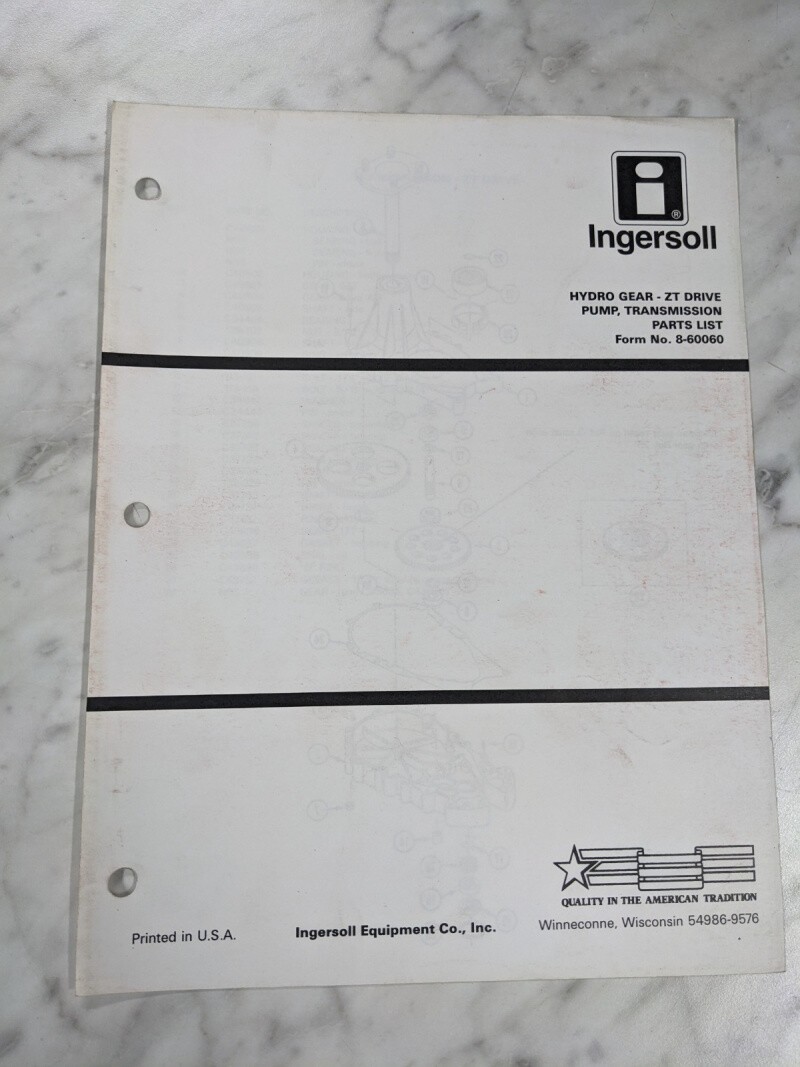 i
®
Ingersoll
HYDRO GEAR - ZT DRIVE
PUMP, TRANSMISSION
PARTS LIST
Form No. 8-60060
QUALITY IN THE AMERICAN TRADITION
Printed in U.S.A.
Ingersoll Equipment Co., Inc.
Winneconne, Wisconsin 54986-9576